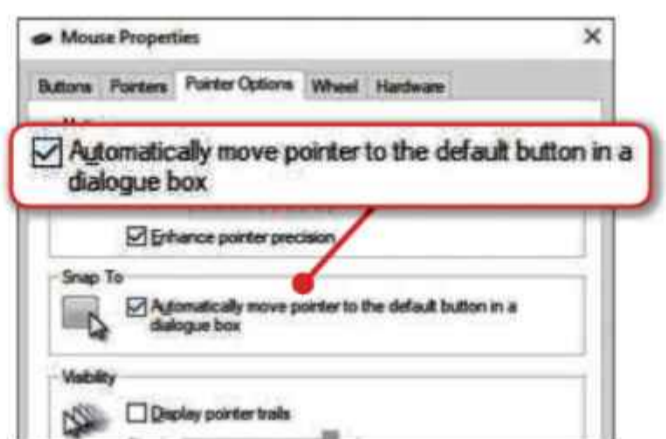 Mouse Properties
Buttons Pointers Pointer Options Wheel Hardware
Automatically move pointer to the default button in a
dialogue box
Enhance pointer precision
Snap To
Automatically move pointer to the default button in a
dialogue box
Visibility
Display pointer trails